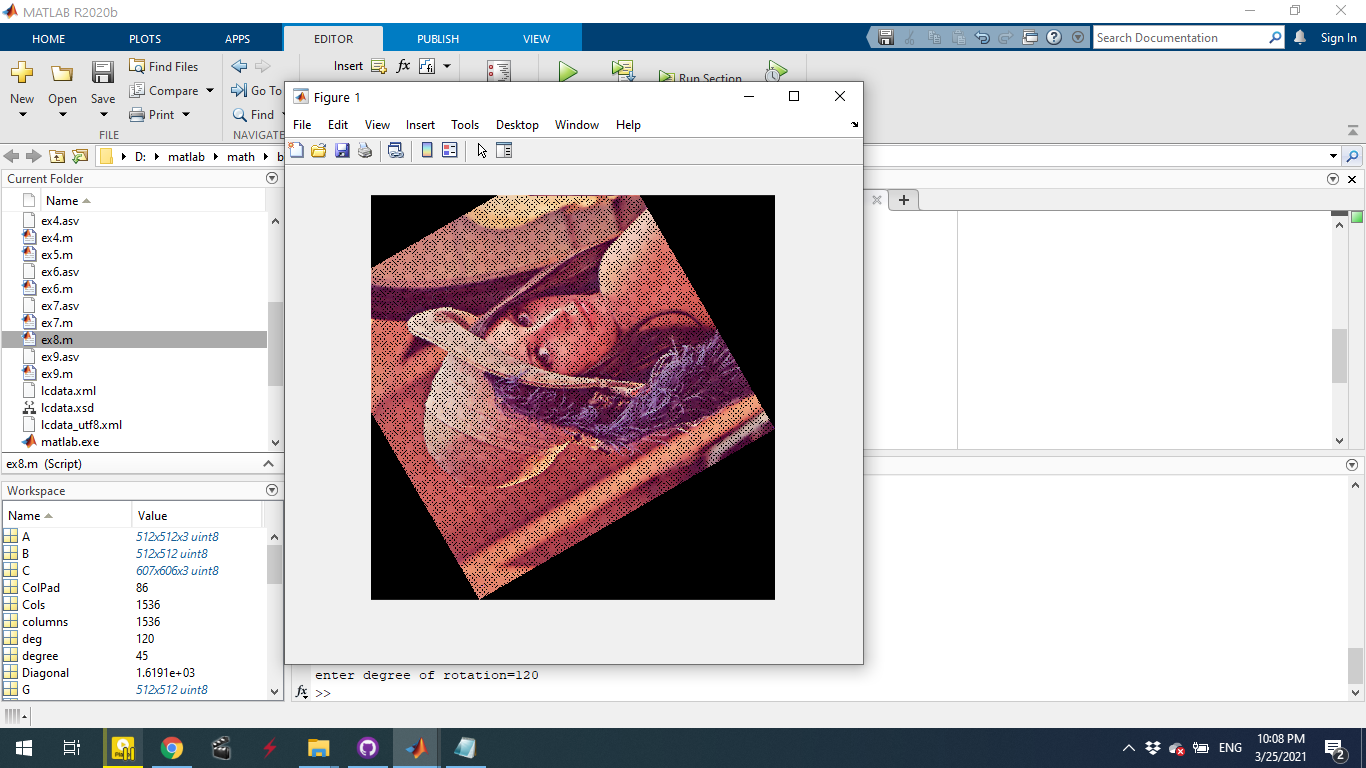 MATLAB R2020b
HOME PLOTS APPS EDITOR PUBLISH VIEW Search Documentation Sign In
New Open Save Find Files Compare Print Go To Find Insert fx Run Section
FILE NAVIGATE
D: matlab math b
Current Folder
Name
ex4.asv
ex4.m
ex5.m
ex6.asv
ex6.m
ex7.asv
ex7.m
ex8.m
ex9.asv
ex9.m
lcdata.xml
lcdata.xsd
lcdata_utf8.xml
matlab.exe
ex8.m (Script)
Workspace
Name Value
A 512x512x3 uint8
B 512x512 uint8
C 607x606x3 uint8
ColPad 86
Cols 1536
columns 1536
deg 120
degree 45
Diagonal 1.6191e+03
G 512x512 uint8
Figure 1
File Edit View Insert Tools Desktop Window Help
enter degree of rotation=120
fx >>
ENG
10:08 PM
3/25/2021
2